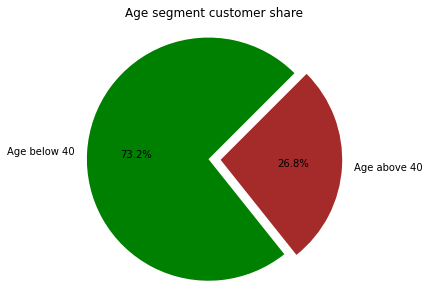 Age segment customer share
Age below 40
73.2%
26.8%
Age above 40